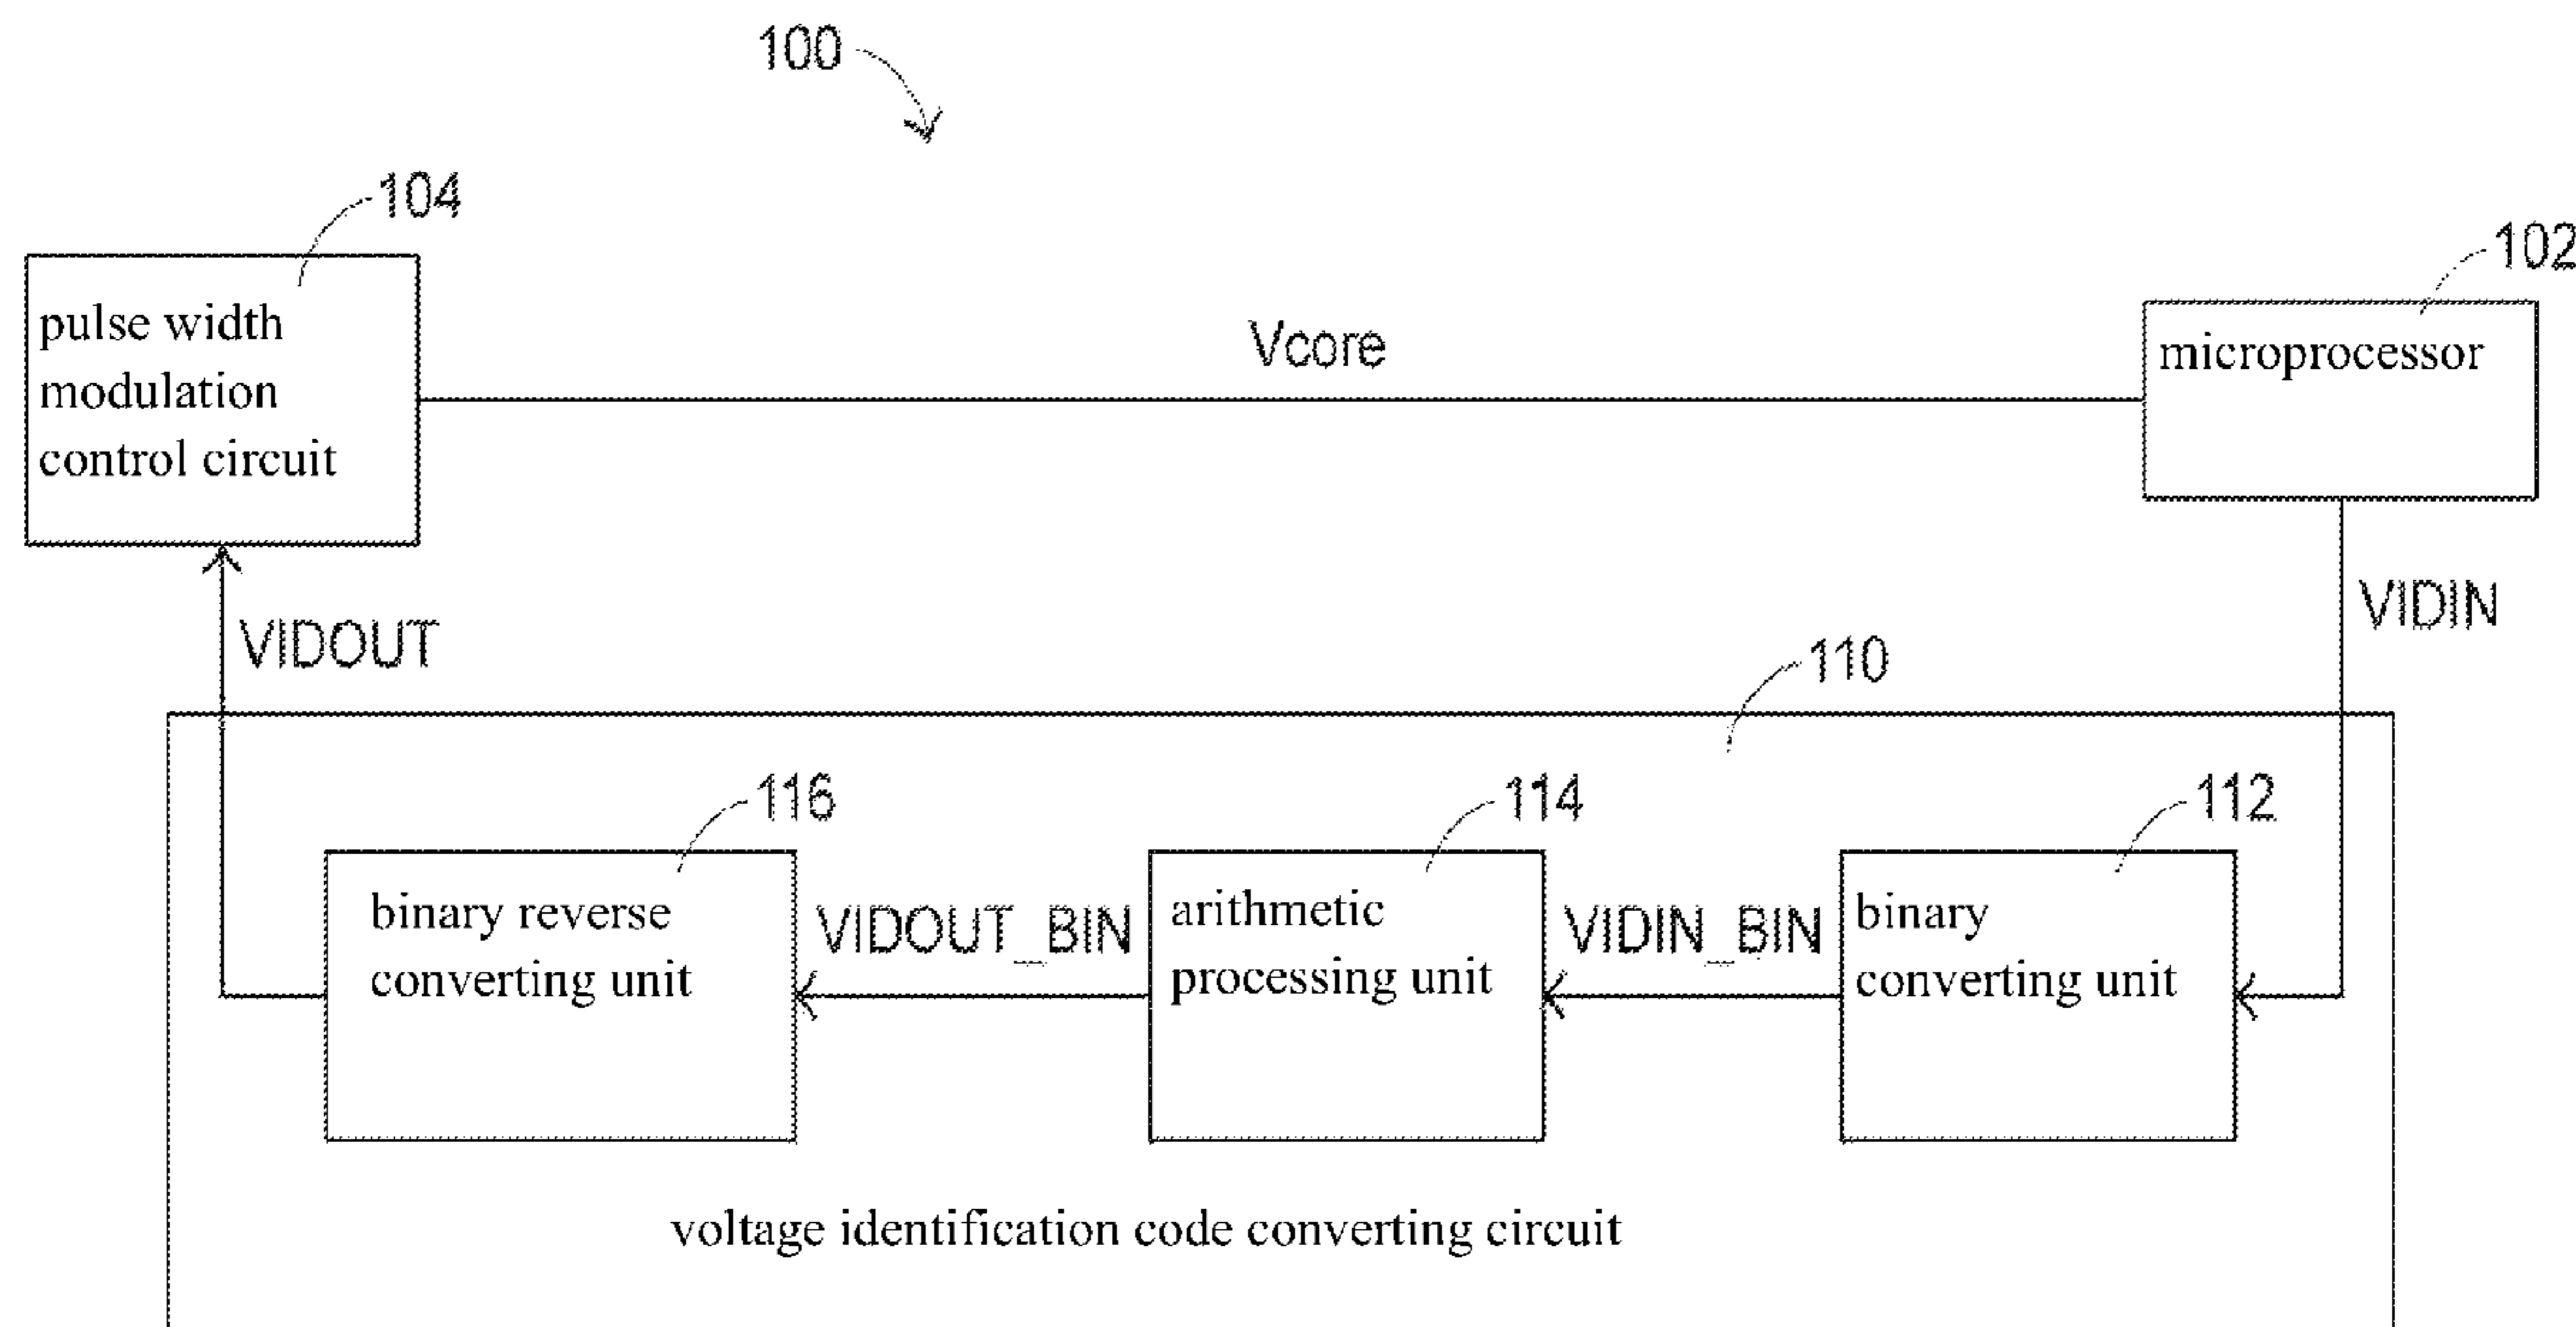 100
104
102
pulse width
modulation
control circuit
Vcore
microprocessor
VIDOUT
VIDIN
110
116
114
112
binary reverse
converting unit
VIDOUT_BIN
arithmetic
processing unit
VIDIN_BIN
binary
converting unit
voltage identification code converting circuit